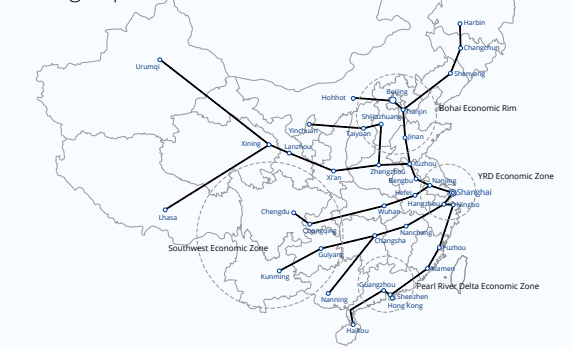 Harbin
Changchun
Shenyang
Urumqi
Beijing
Hohhot
Tianjin
Bohai Economic Rim
Shijiazhuang
Yinchuan
Taiyuan
Jinan
Xining
Lanzhou
Xi'an
Zhengzhou
Xuzhou
YRD Economic Zone
Bengbu
Nanjing
Shanghai
Hefei
Hangzhou
Ningbo
Lhasa
Chengdu
Wuhan
Chongqing
Nanchang
Changsha
Southwest Economic Zone
Guiyang
Fuzhou
Kunming
Xiamen
Guangzhou
Pearl River Delta Economic Zone
Nanning
Shenzhen
Hong Kong
Haikou